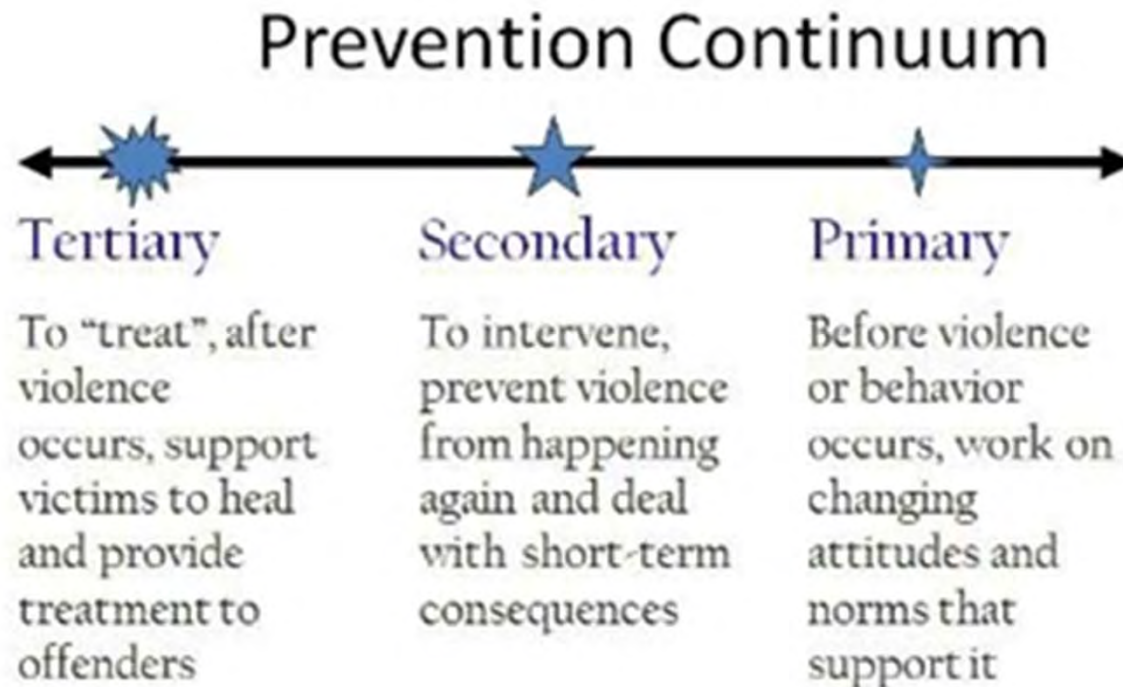 Prevention Continuum
Tertiary
To “treat”, after
violence
occurs, support
victims to heal
and provide
treatment to
offenders
Secondary
To intervene,
prevent violence
from happening
again and deal
with short-term
consequences
Primary
Before violence
or behavior
occurs, work on
changing
attitudes and
norms that
support it